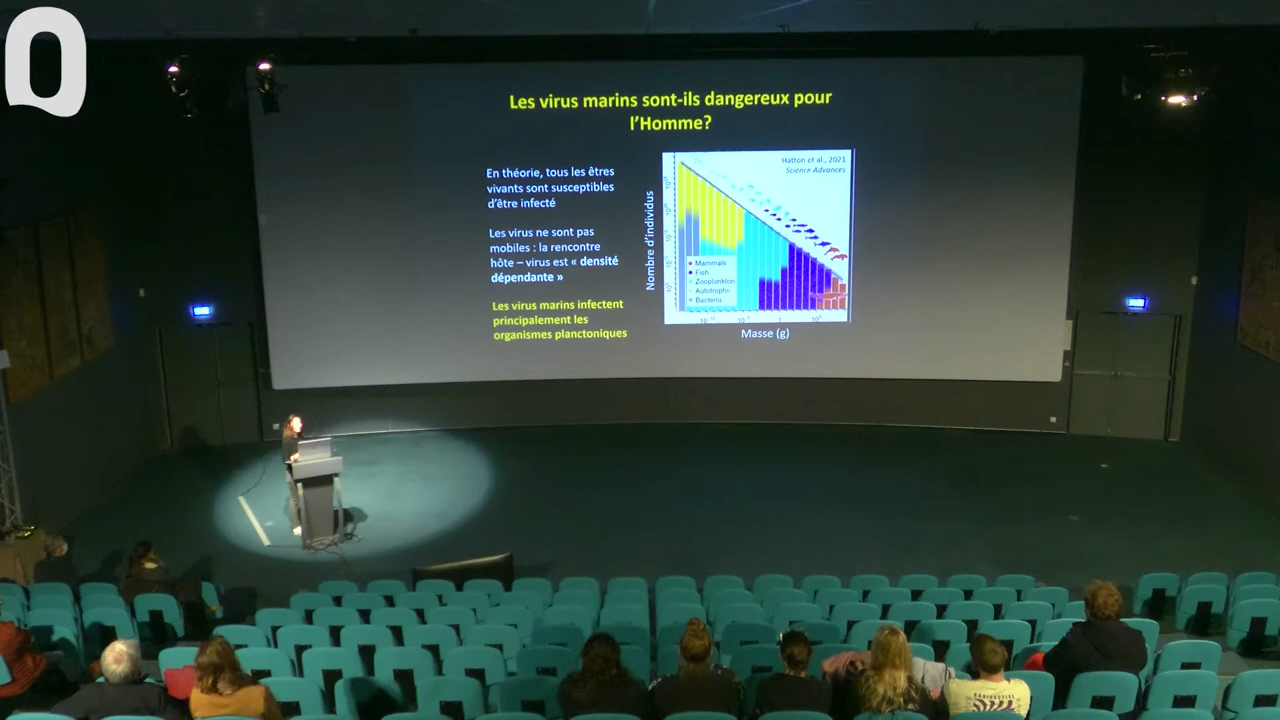 Les virus marins sont-ils dangereux pour
l'Homme?
En théorie, tous les êtres
vivants sont susceptibles
d'être infecté
Les virus ne sont pas
mobiles : la rencontre
hôte – virus est « densité
dépendante »
Les virus marins infectent
principalement les
organismes planctoniques
Hatton et al., 2021
Science Advances
Nombre d'individus
Mammals
Fish
Zooplankton
Autotrophs
Bacteria
Masse (g)